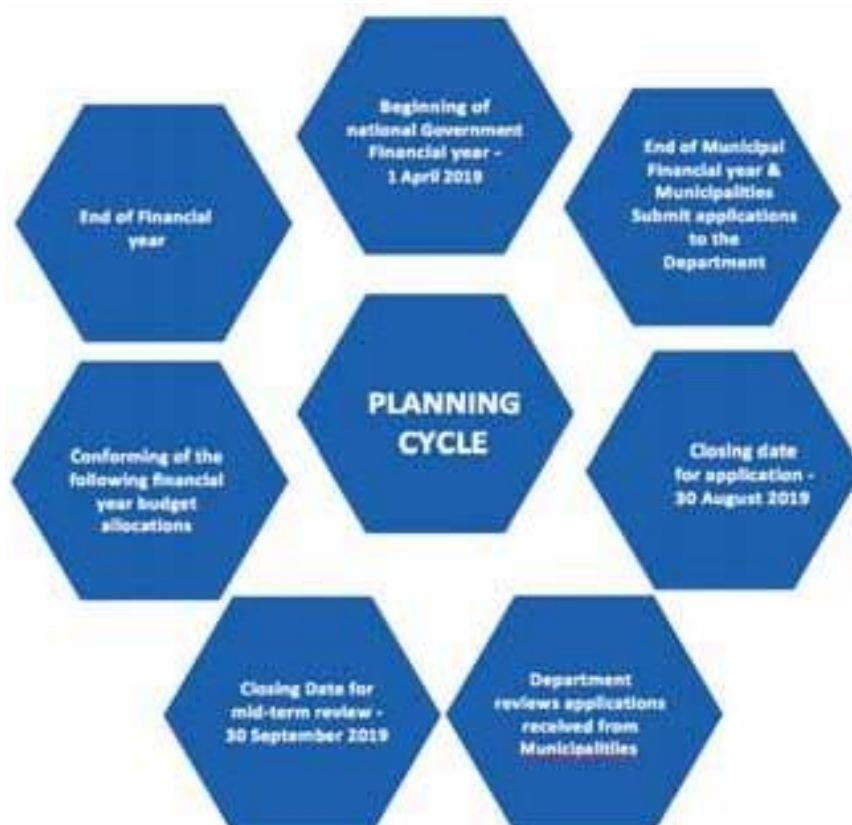 Beginning of
national Government
Financial year -
1 April 2019
End of Municipal
Financial year &
Municipalities
Submit applications
to the
Department
End of Financial
year
PLANNING
CYCLE
Closing date
for application -
30 August 2019
Conforming of the
following financial
year budget
allocations
Department
reviews applications
received from
Municipalitiies
Closing Date for
mid-term review -
30 September 2019